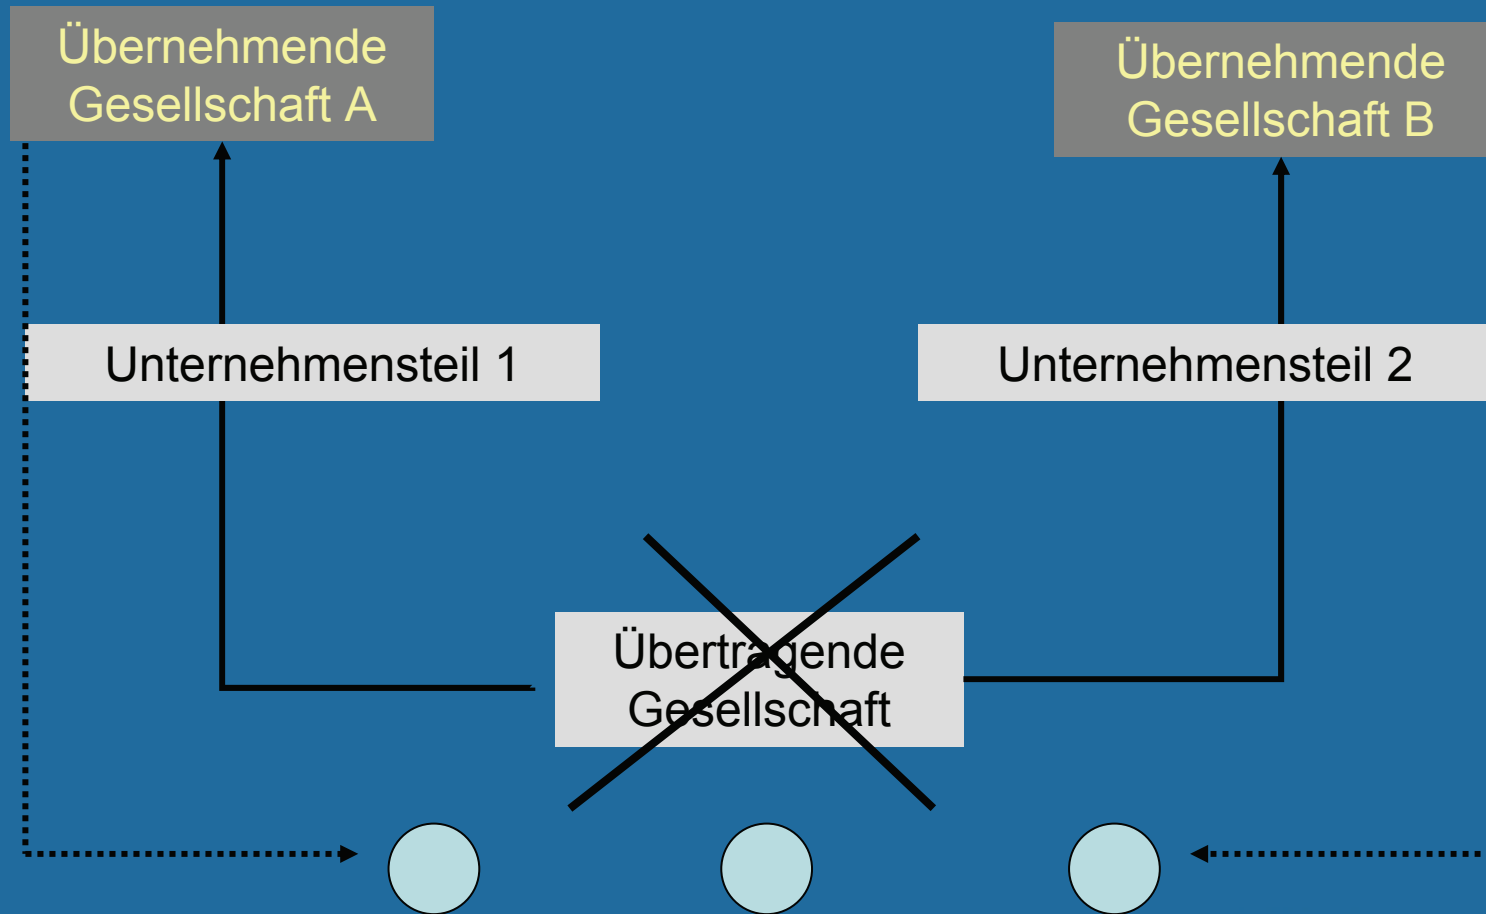 Übernehmende
Gesellschaft A
Übernehmende
Gesellschaft B
Unternehmensteil 1
Unternehmensteil 2
Übertragende
Gesellschaft